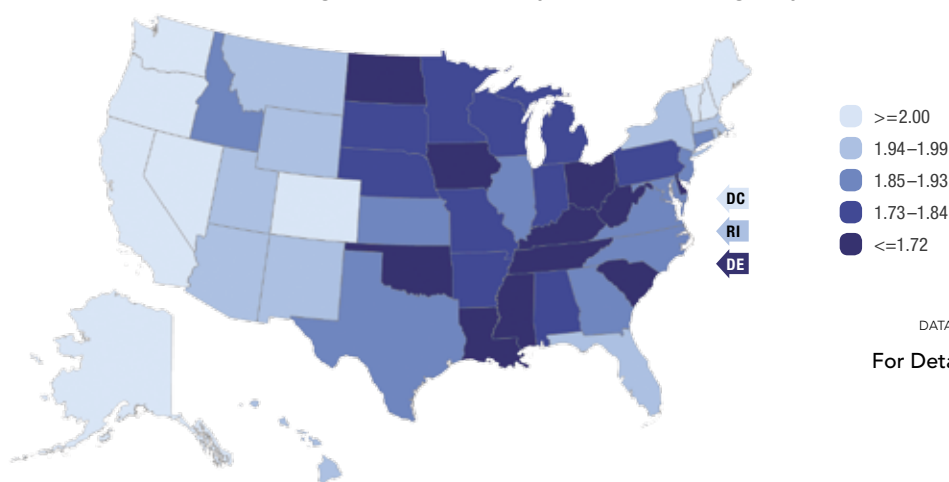 >=2.00
1.94–1.99
1.85–1.93
1.73–1.84
<=1.72
DC
RI
DE
DATA
For Deta